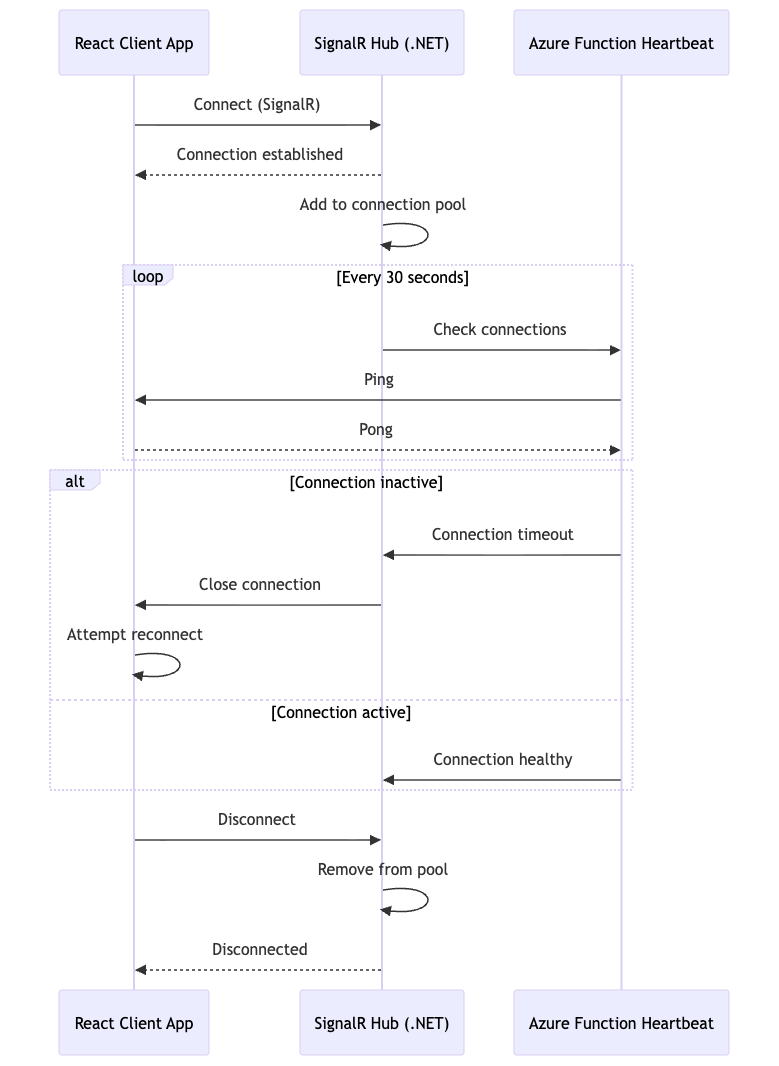 React Client App
SignalR Hub (.NET)
Azure Function Heartbeat
Connect (SignalR)
Connection established
Add to connection pool
loop
[Every 30 seconds]
Check connections
Ping
Pong
alt
[Connection inactive]
Connection timeout
Close connection
Attempt reconnect
[Connection active]
Connection healthy
Disconnect
Remove from pool
Disconnected
React Client App
SignalR Hub (.NET)
Azure Function Heartbeat